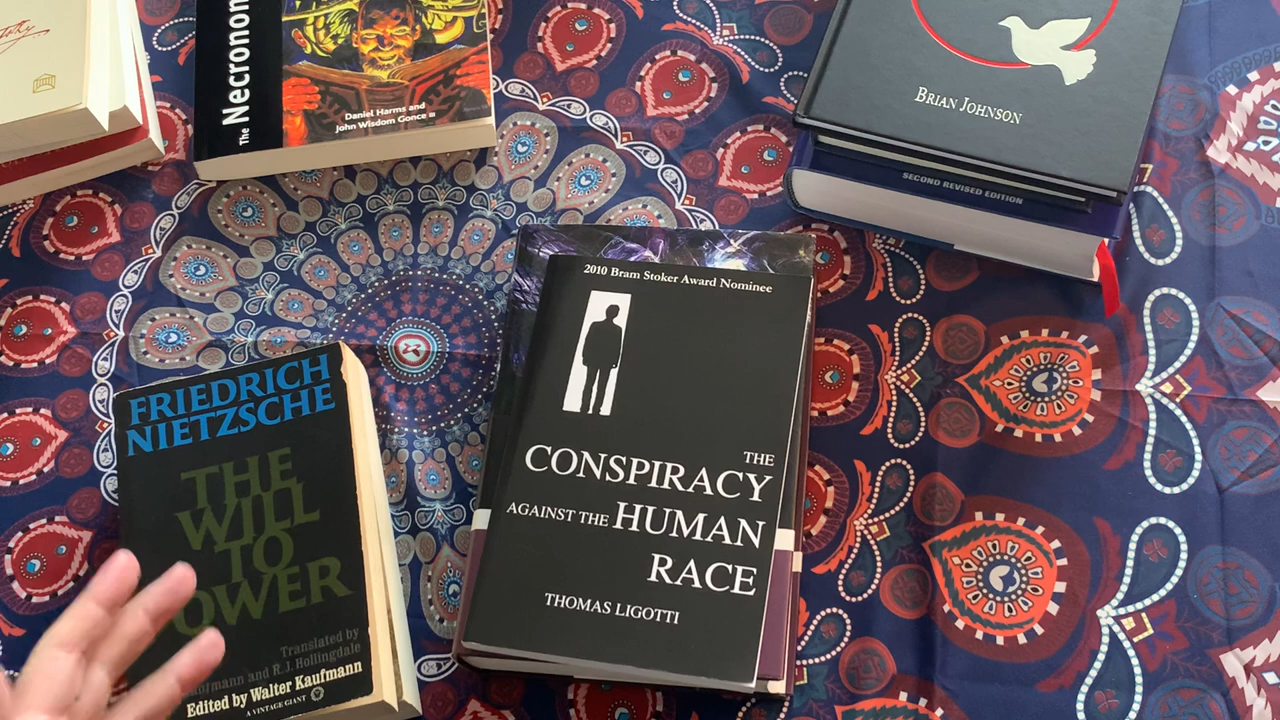 The Necronom
Daniel Harms and
John Wisdom Gonce III
BRIAN JOHNSON
SECOND REVISED EDITION
2010 Bram Stoker Award Nominee
THE
CONSPIRACY
AGAINST THE HUMAN
RACE
THOMAS LIGOTTI
FRIEDRICH
NIETZSCHE
THE
WILL
TO
OWER
Translated by
aufmann and R.J. Hollingdale
Edited by Walter Kaufmann
A VINTAGE GIANT